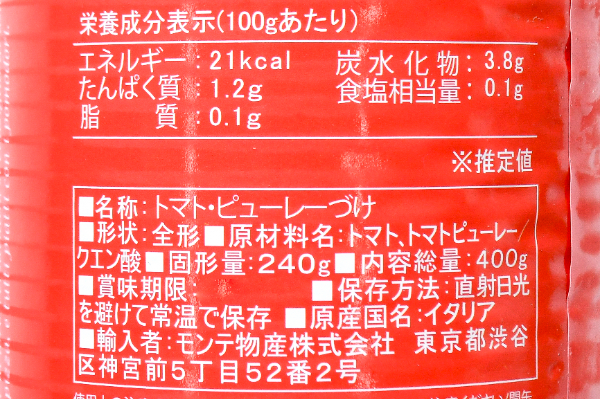 栄養成分表示(100gあたり)
エネルギー:21kcal 炭水化物:3.8g
たんぱく質:1.2g 食塩相当量:0.1g
脂質:0.1g
※推定値
■名称:トマト・ピューレーづけ
■形状:全形■原材料名:トマト、トマトピューレー/
クエン酸■固形量:240g■内容総量:400g
■賞味期限 ■保存方法:直射日光
を避けて常温で保存 ■原産国名:イタリア
■輸入者:モンテ物産株式会社 東京都渋谷
区神宮前5丁目52番2号